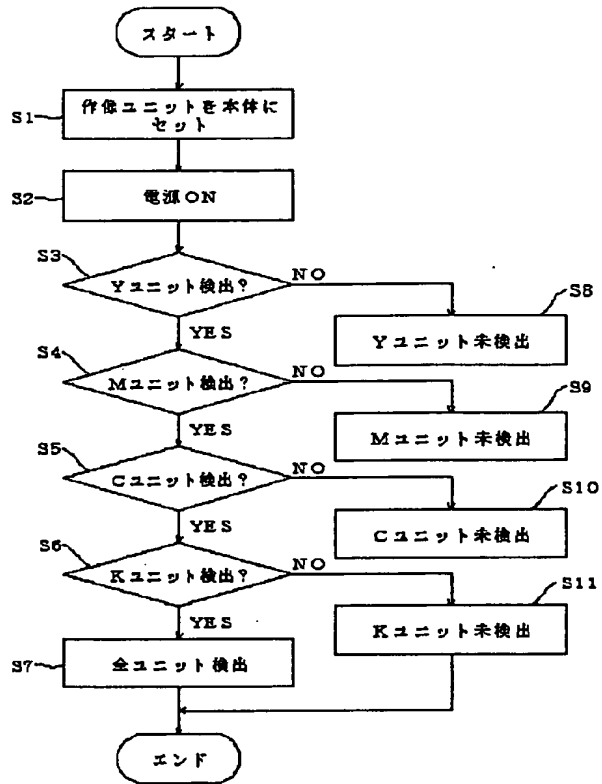 スタート
S1
作像ユニットを本体に
セット
S2
電源ON
S3
Yユニット検出?
NO
S8
Yユニット未検出
YES
S4
Mユニット検出?
NO
S9
Mユニット未検出
YES
S5
Cユニット検出?
NO
S10
Cユニット未検出
YES
S6
Kユニット検出?
NO
S11
Kユニット未検出
YES
S7
全ユニット検出
エンド